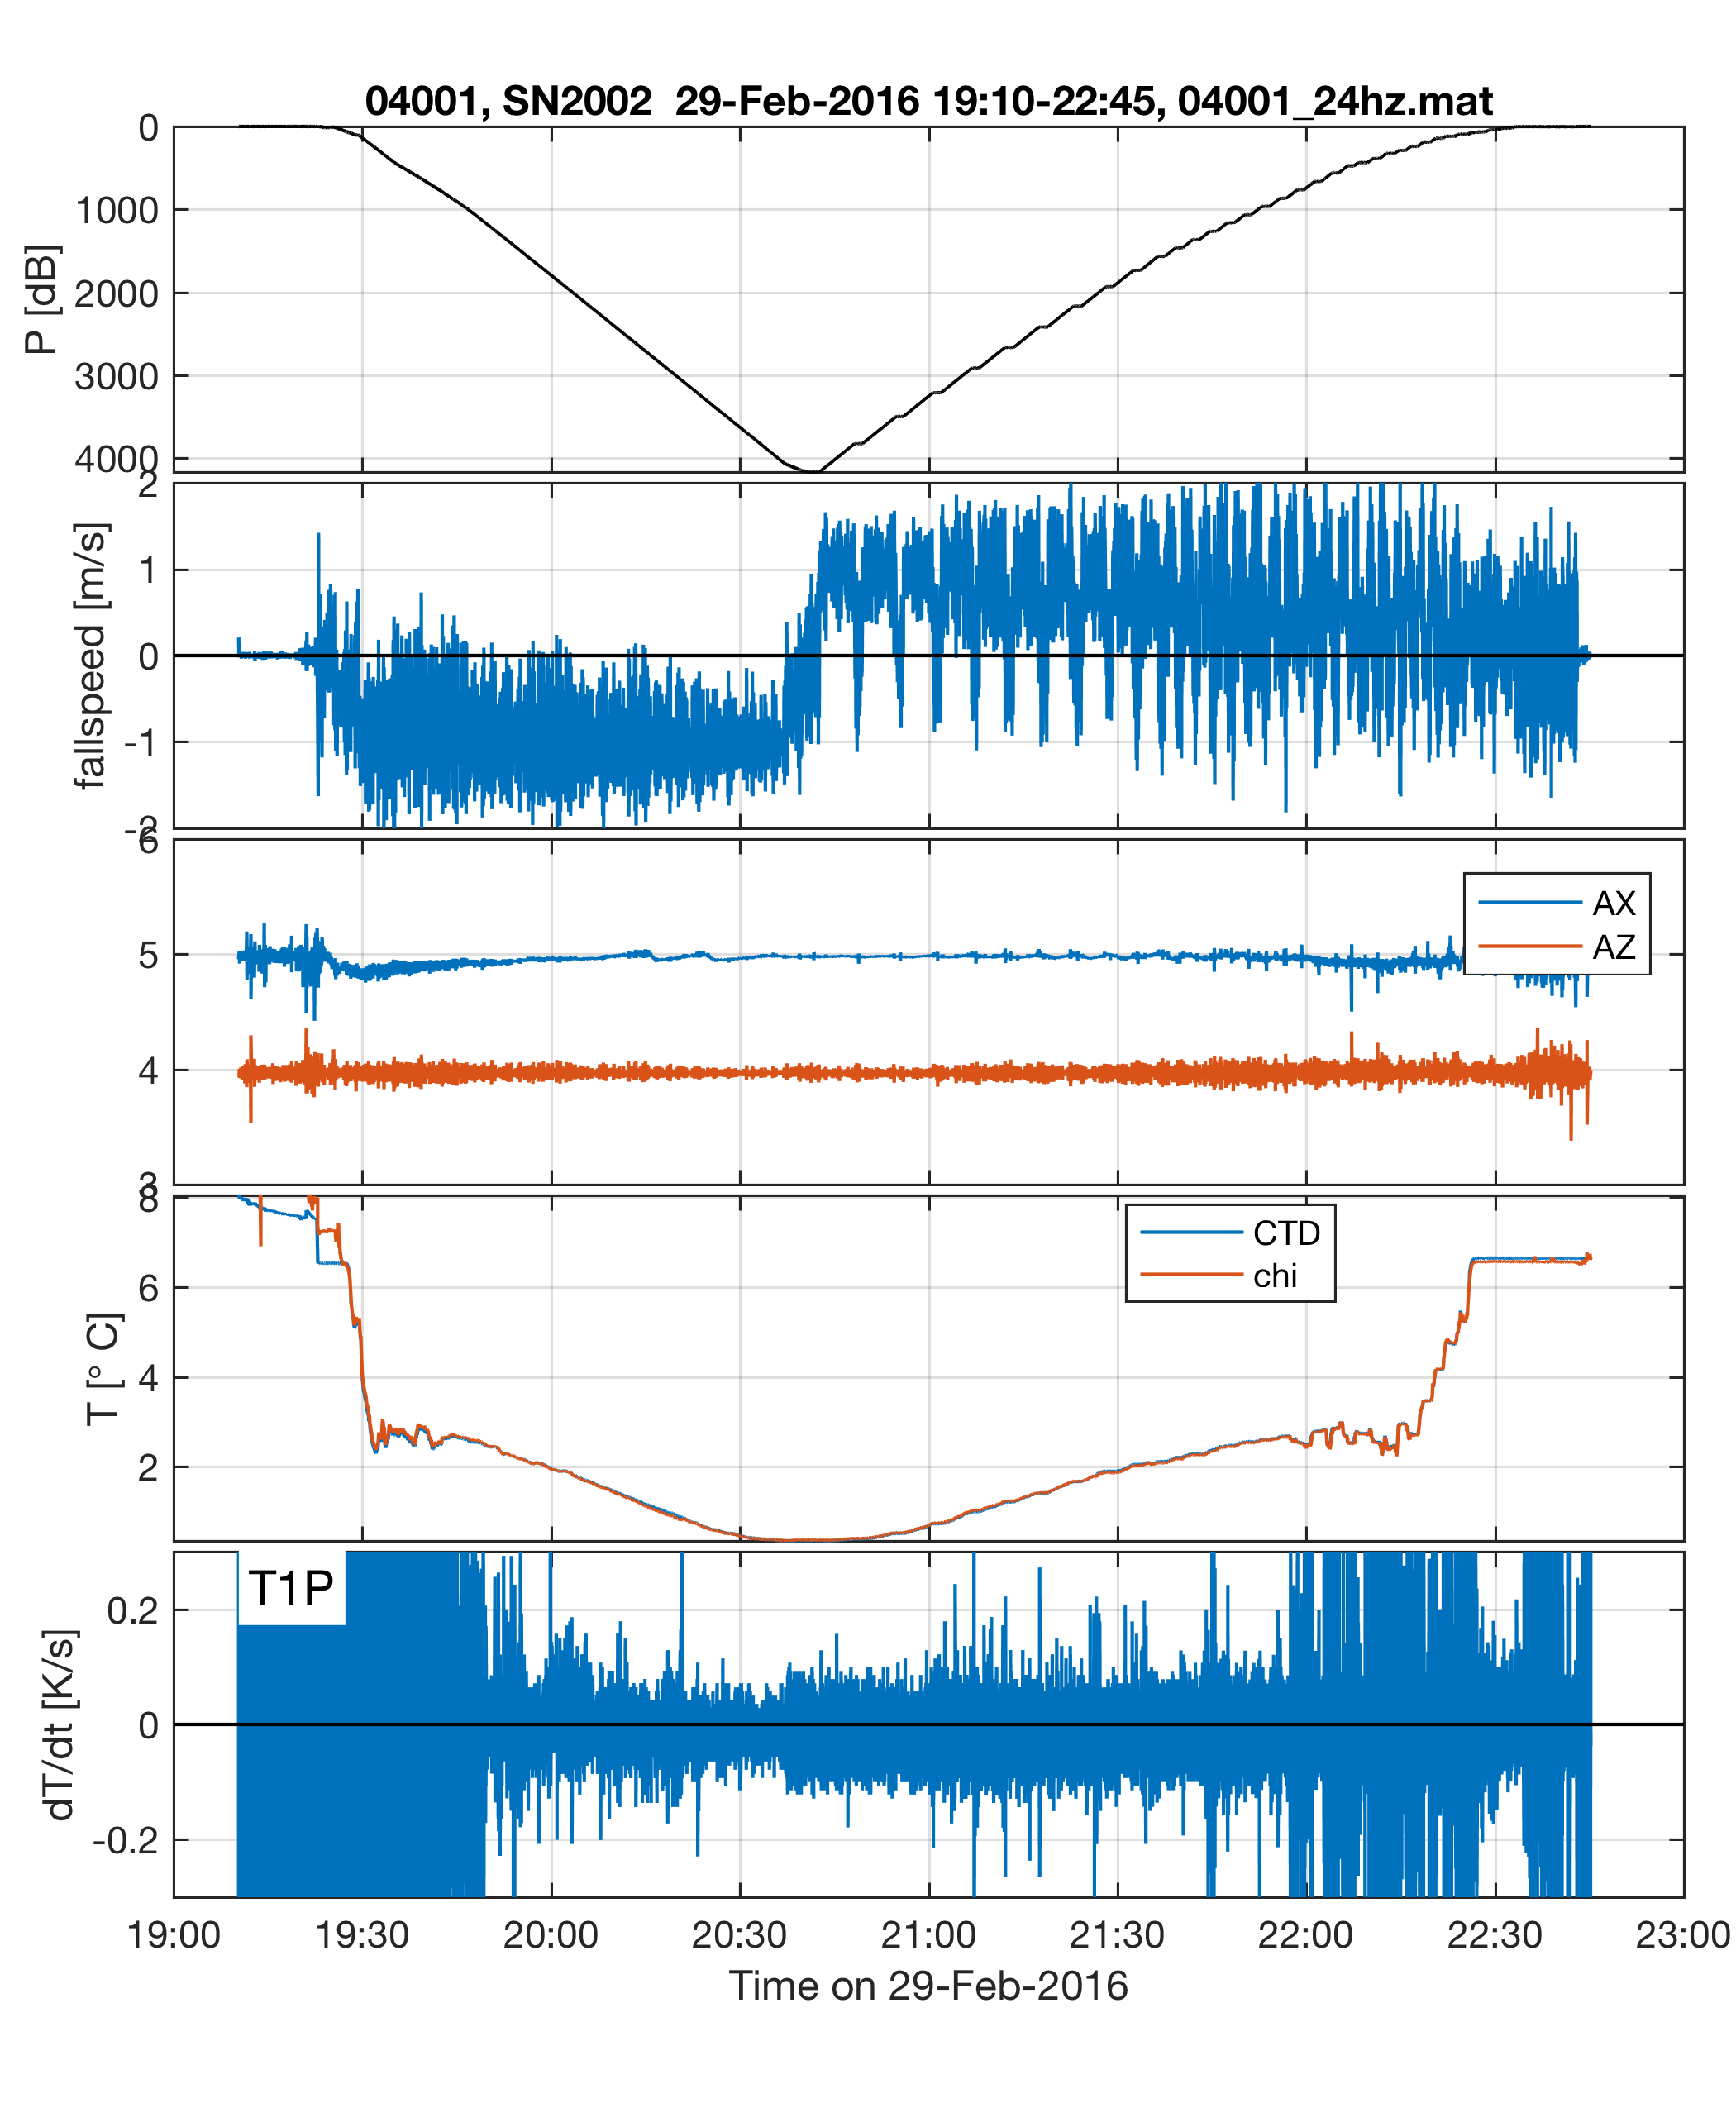 04001, SN2002  29-Feb-2016 19:10-22:45, 04001_24hz.mat
0
1000
2000
3000
4000
P [dB]
2
1
0
-1
-2
fallspeed [m/s]
6
5
4
3
AX
AZ
8
6
4
2
T [° C]
CTD
chi
T1P
0.2
0
-0.2
dT/dt [K/s]
19:00 19:30 20:00 20:30 21:00 21:30 22:00 22:30 23:00
Time on 29-Feb-2016